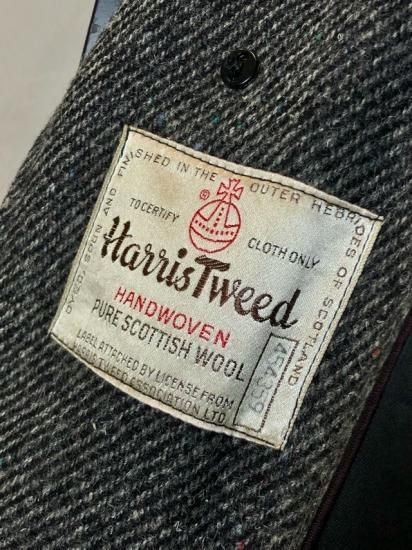 DYED, SPUN AND FINISHED IN THE OUTER HEBRIDES OF SCOTLAND
®
TO CERTIFY
CLOTH ONLY
Harris Tweed
HANDWOVEN
PURE SCOTTISH WOOL
LABEL ATTACHED BY LICENSE FROM
HARRIS TWEED ASSOCIATION LTD
454359